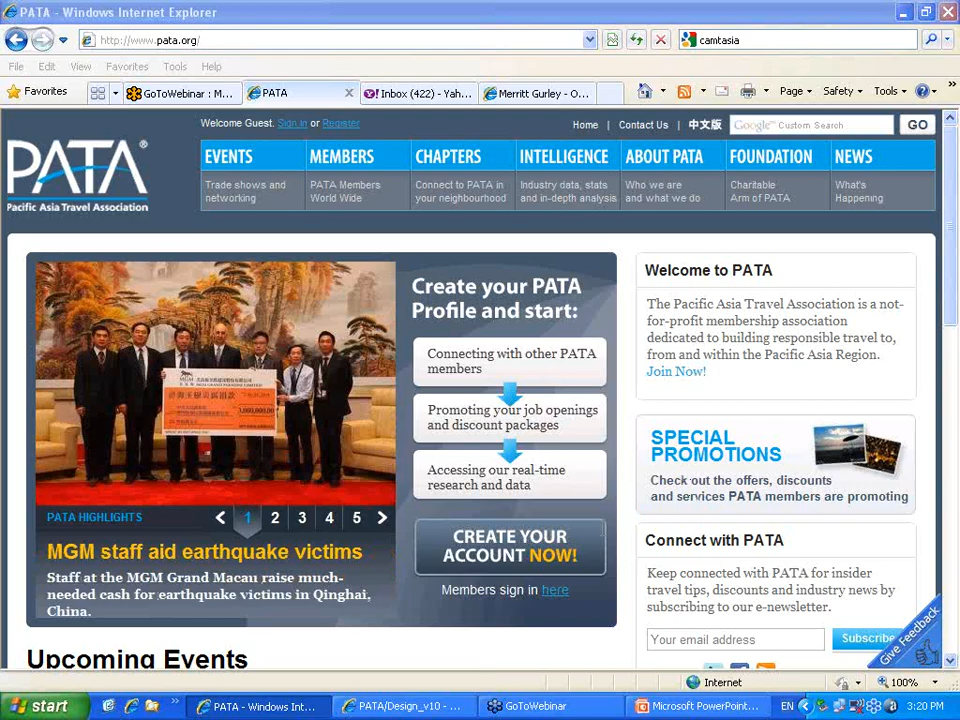 PATA - Windows Internet Explorer
http://www.pata.org/
camtasia
File Edit View Favorites Tools Help
Favorites
GoToWebinar : M...
PATA
Inbox (422) - Yah...
Merritt Gurley - O...
Page
Safety
Tools
Welcome Guest. Sign in or Register
Home | Contact Us | 中文版
Google™ Custom Search
GO
PATA®
Pacific Asia Travel Association
EVENTS
Trade shows and
networking
MEMBERS
PATA Members
World Wide
CHAPTERS
Connect to PATA in
your neighbourhood
INTELLIGENCE
Industry data, stats
and in-depth analysis
ABOUT PATA
Who we are
and what we do
FOUNDATION
Charitable
Arm of PATA
NEWS
What's
Happening
PATA HIGHLIGHTS
1 2 3 4 5
MGM staff aid earthquake victims
Staff at the MGM Grand Macau raise much-
needed cash for earthquake victims in Qinghai,
China.
Create your PATA
Profile and start:
Connecting with other PATA
members
Promoting your job openings
and discount packages
Accessing our real-time
research and data
CREATE YOUR
ACCOUNT NOW!
Members sign in here
Welcome to PATA
The Pacific Asia Travel Association is a not-
for-profit membership association
dedicated to building responsible travel to,
from and within the Pacific Asia Region.
Join Now!
SPECIAL
PROMOTIONS
Check out the offers, discounts
and services PATA members are promoting
Connect with PATA
Keep connected with PATA for insider
travel tips, discounts and industry news by
subscribing to our e-newsletter.
Your email address
Subscribe
Give Feedback
Upcoming Events
Internet
100%
start
PATA - Windows Int...
PATA/Design_v10 - ...
GoToWebinar
Microsoft PowerPoint...
EN
3:20 PM